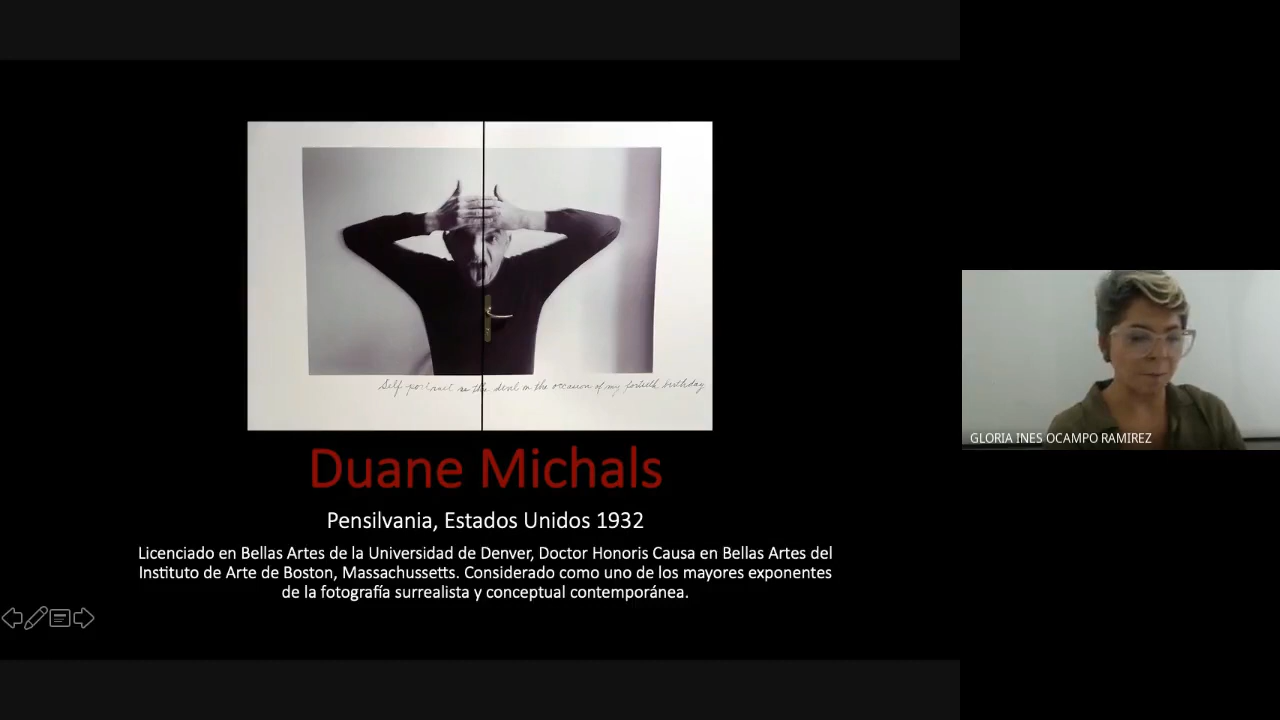 Self portrait as the devil on the occasion of my fortieth birthday
Duane Michals
Pensilvania, Estados Unidos 1932
Licenciado en Bellas Artes de la Universidad de Denver, Doctor Honoris Causa en Bellas Artes del
Instituto de Arte de Boston, Massachussetts. Considerado como uno de los mayores exponentes
de la fotografía surrealista y conceptual contemporánea.
GLORIA INES OCAMPO RAMIREZ